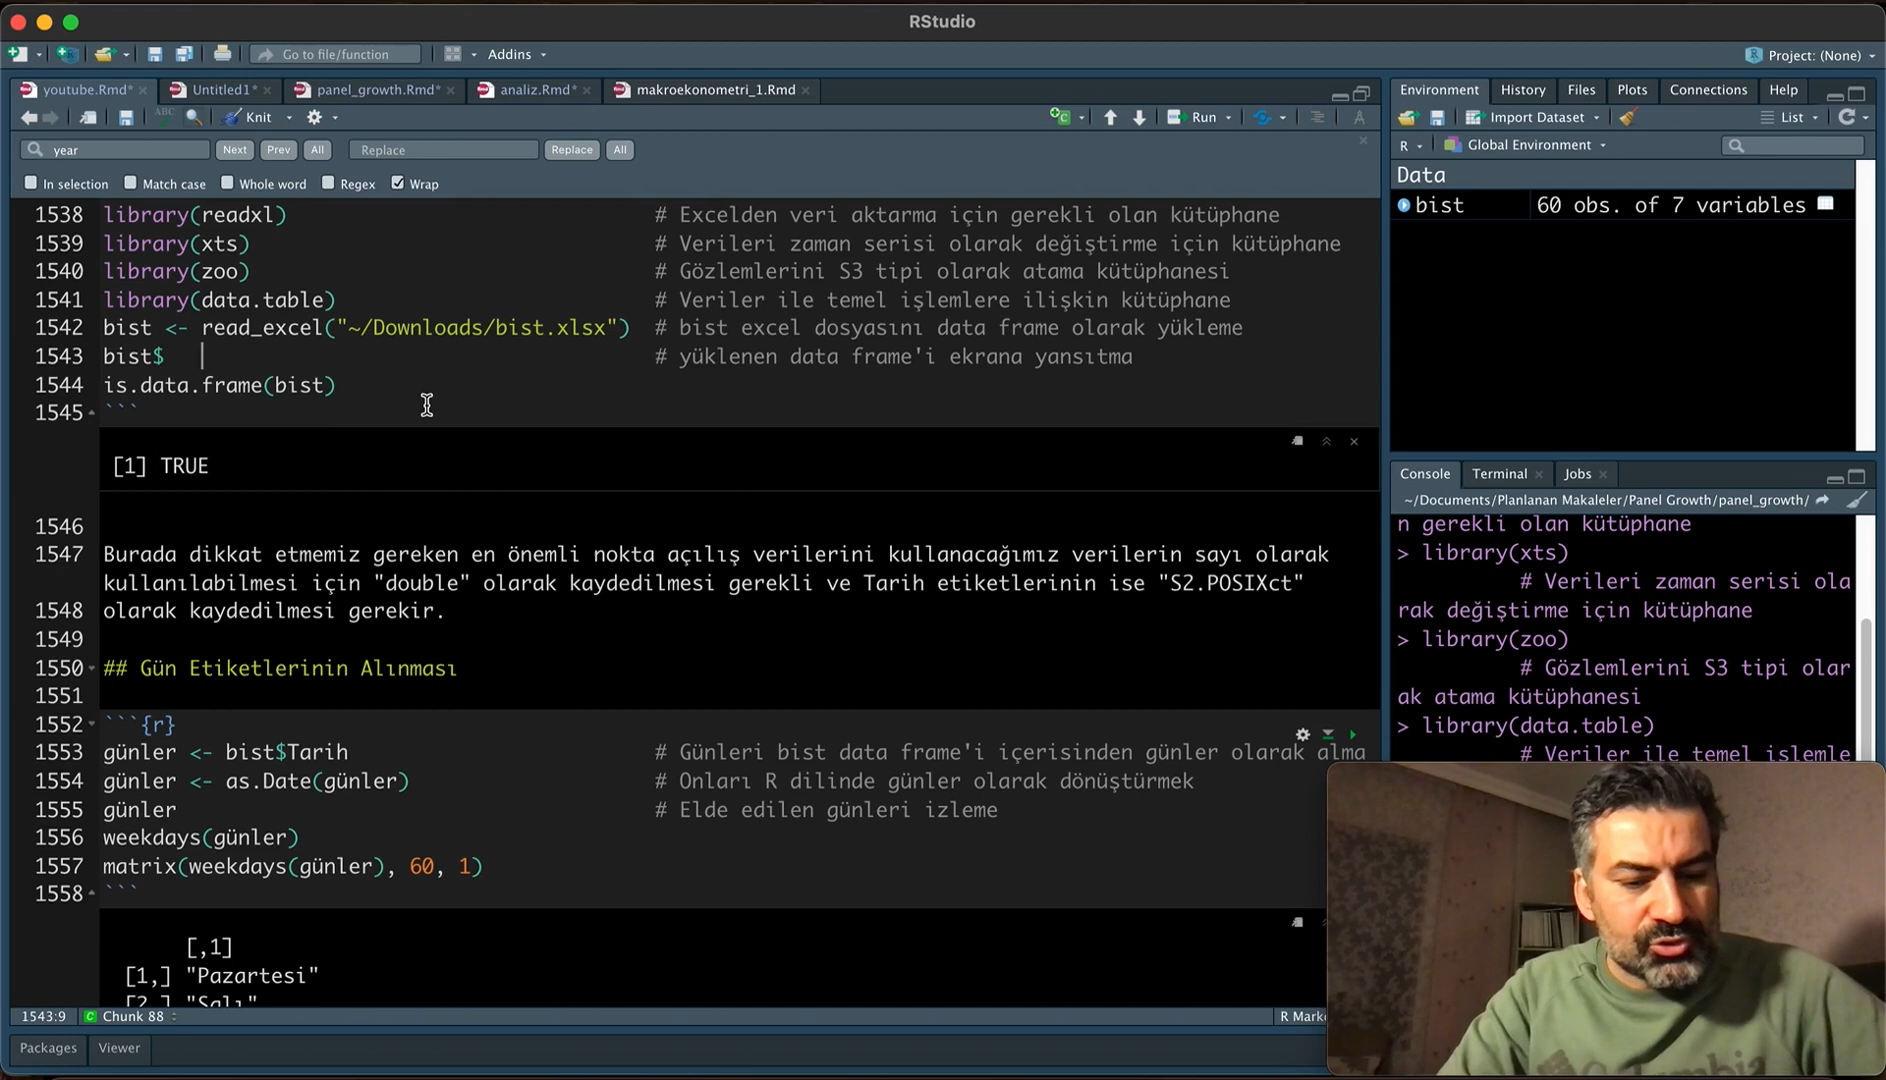 RStudio
Go to file/function
Addins
Project: (None)
youtube.Rmd*
Untitled1*
panel_growth.Rmd*
analiz.Rmd*
makroekonometri_1.Rmd
Environment
History
Files
Plots
Connections
Help
ABC
Knit
Run
Import Dataset
List
year
Next
Prev
All
Replace
Replace
All
R
Global Environment
In selection
Match case
Whole word
Regex
Wrap
Data
bist
60 obs. of 7 variables
1538 library(readxl) # Excelden veri aktarma için gerekli olan kütüphane
1539 library(xts) # Verileri zaman serisi olarak değiştirme için kütüphane
1540 library(zoo) # Gözlemlerini S3 tipi olarak atama kütüphanesi
1541 library(data.table) # Veriler ile temel işlemlere ilişkin kütüphane
1542 bist <- read_excel("~/Downloads/bist.xlsx") # bist excel dosyasını data frame olarak yükleme
1543 bist$ # yüklenen data frame'i ekrana yansıtma
1544 is.data.frame(bist)
1545 ```
[1] TRUE
1546
1547 Burada dikkat etmemiz gereken en önemli nokta açılış verilerini kullanacağımız verilerin sayı olarak
kullanılabilmesi için "double" olarak kaydedilmesi gerekli ve Tarih etiketlerinin ise "S2.POSIXct"
1548 olarak kaydedilmesi gerekir.
1549
1550 ## Gün Etiketlerinin Alınması
1551
1552 ```{r}
1553 günler <- bist$Tarih # Günleri bist data frame'i içerisinden günler olarak alma
1554 günler <- as.Date(günler) # Onları R dilinde günler olarak dönüştürmek
1555 günler # Elde edilen günleri izleme
1556 weekdays(günler)
1557 matrix(weekdays(günler), 60, 1)
1558 ```
[,1]
[1,] "Pazartesi"
[2,] "Salı"
1543:9
Chunk 88
R Mark
Packages
Viewer
Console
Terminal
Jobs
~/Documents/Planlanan Makaleler/Panel Growth/panel_growth/
n gerekli olan kütüphane
> library(xts)
# Verileri zaman serisi ola
rak değiştirme için kütüphane
> library(zoo)
# Gözlemlerini S3 tipi olar
ak atama kütüphanesi
> library(data.table)
# Veriler ile temel işlemle
Columbia